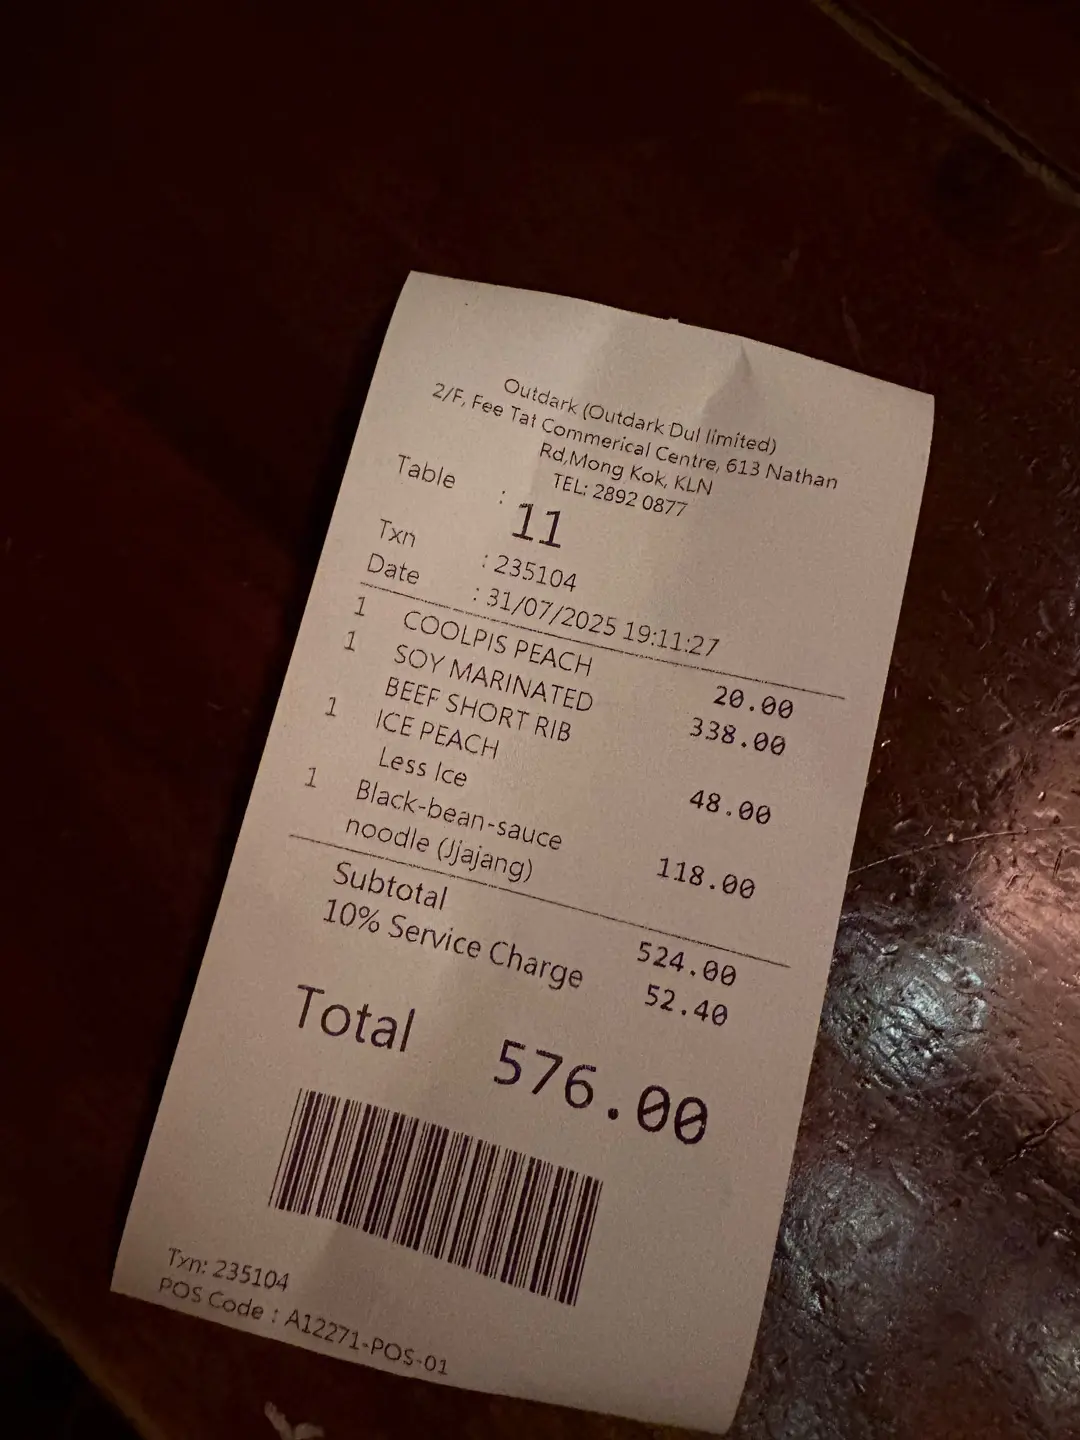 Outdark (Outdark Dul limited)
2/F, Fee Tat Commerical Centre, 613 Nathan
Rd,Mong Kok, KLN
TEL: 2892 0877
Table : 11
Txn : 235104
Date : 31/07/2025 19:11:27
1 COOLPIS PEACH 20.00
1 SOY MARINATED 338.00
BEEF SHORT RIB
1 ICE PEACH 48.00
Less Ice
1 Black-bean-sauce 118.00
noodle (Jjajang)
Subtotal 524.00
10% Service Charge 52.40
Total 576.00
Txn: 235104
POS Code : A12271-POS-01